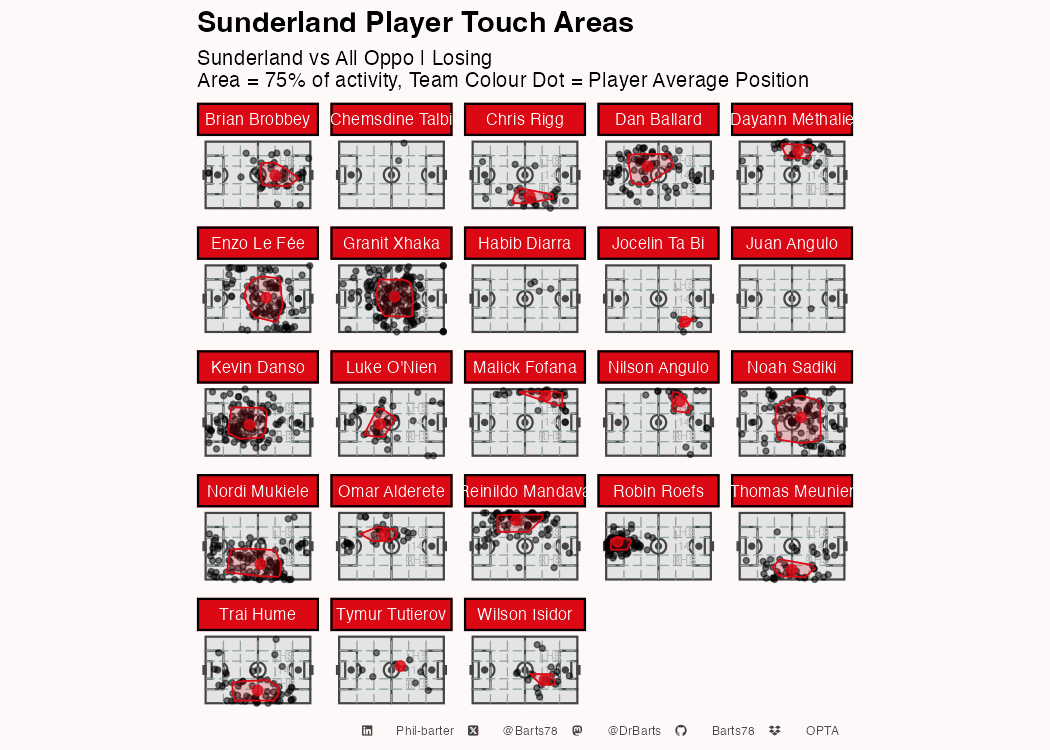 Sunderland Player Touch Areas
Sunderland vs All Oppo | Losing
Area = 75% of activity, Team Colour Dot = Player Average Position
Brian Brobbey
Chemsdine Talbi
Chris Rigg
Dan Ballard
Dayann Méthalie
Enzo Le Fée
Granit Xhaka
Habib Diarra
Jocelin Ta Bi
Juan Angulo
Kevin Danso
Luke O'Nien
Malick Fofana
Nilson Angulo
Noah Sadiki
Nordi Mukiele
Omar Alderete
Reinildo Mandava
Robin Roefs
Thomas Meunier
Trai Hume
Tymur Tutierov
Wilson Isidor
Phil-barter @Barts78 @DrBarts Barts78 OPTA